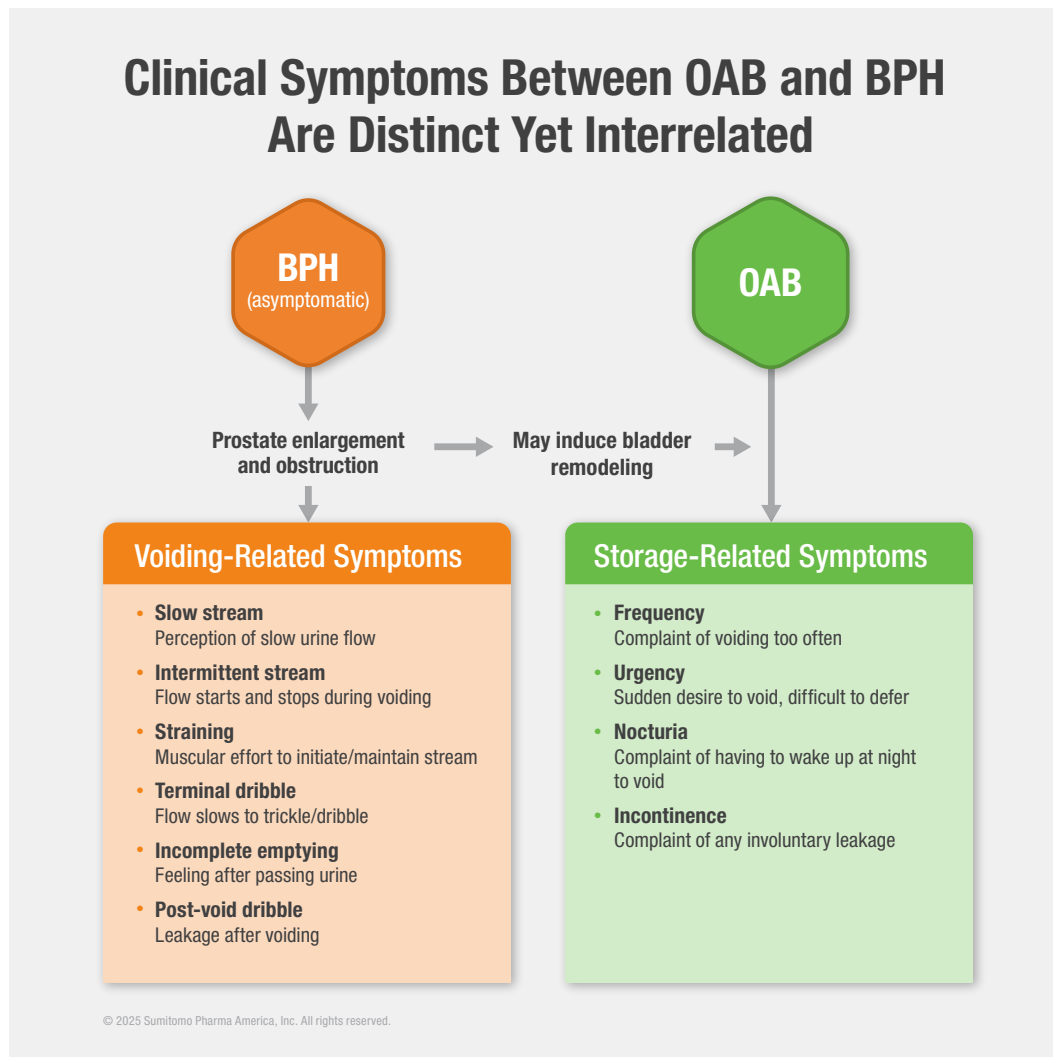 Clinical Symptoms Between OAB and BPH
Are Distinct Yet Interrelated
BPH
(asymptomatic)
OAB
Prostate enlargement
and obstruction
May induce bladder
remodeling
Voiding-Related Symptoms
• Slow stream
Perception of slow urine flow
• Intermittent stream
Flow starts and stops during voiding
• Straining
Muscular effort to initiate/maintain stream
• Terminal dribble
Flow slows to trickle/dribble
• Incomplete emptying
Feeling after passing urine
• Post-void dribble
Leakage after voiding
Storage-Related Symptoms
• Frequency
Complaint of voiding too often
• Urgency
Sudden desire to void, difficult to defer
• Nocturia
Complaint of having to wake up at night
to void
• Incontinence
Complaint of any involuntary leakage
© 2025 Sumitomo Pharma America, Inc. All rights reserved.